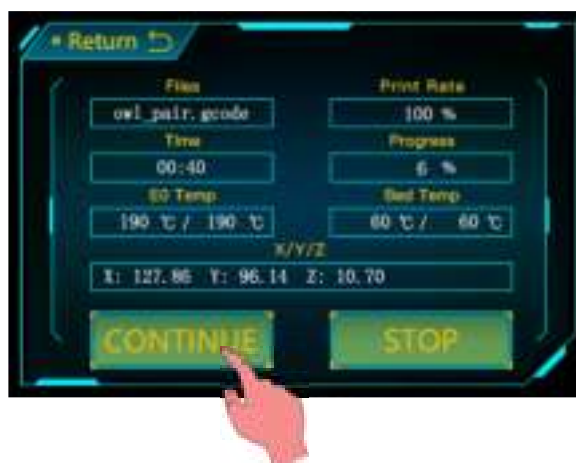 Return
Files Print Rate
owl_pair.gcode 100 %
Time Progress
00:40 6 %
E0 Temp Bed Temp
190 ℃ / 190 ℃ 60 ℃ / 60 ℃
X/Y/Z
X: 127.86 Y: 96.14 Z: 10.70
CONTINUE STOP